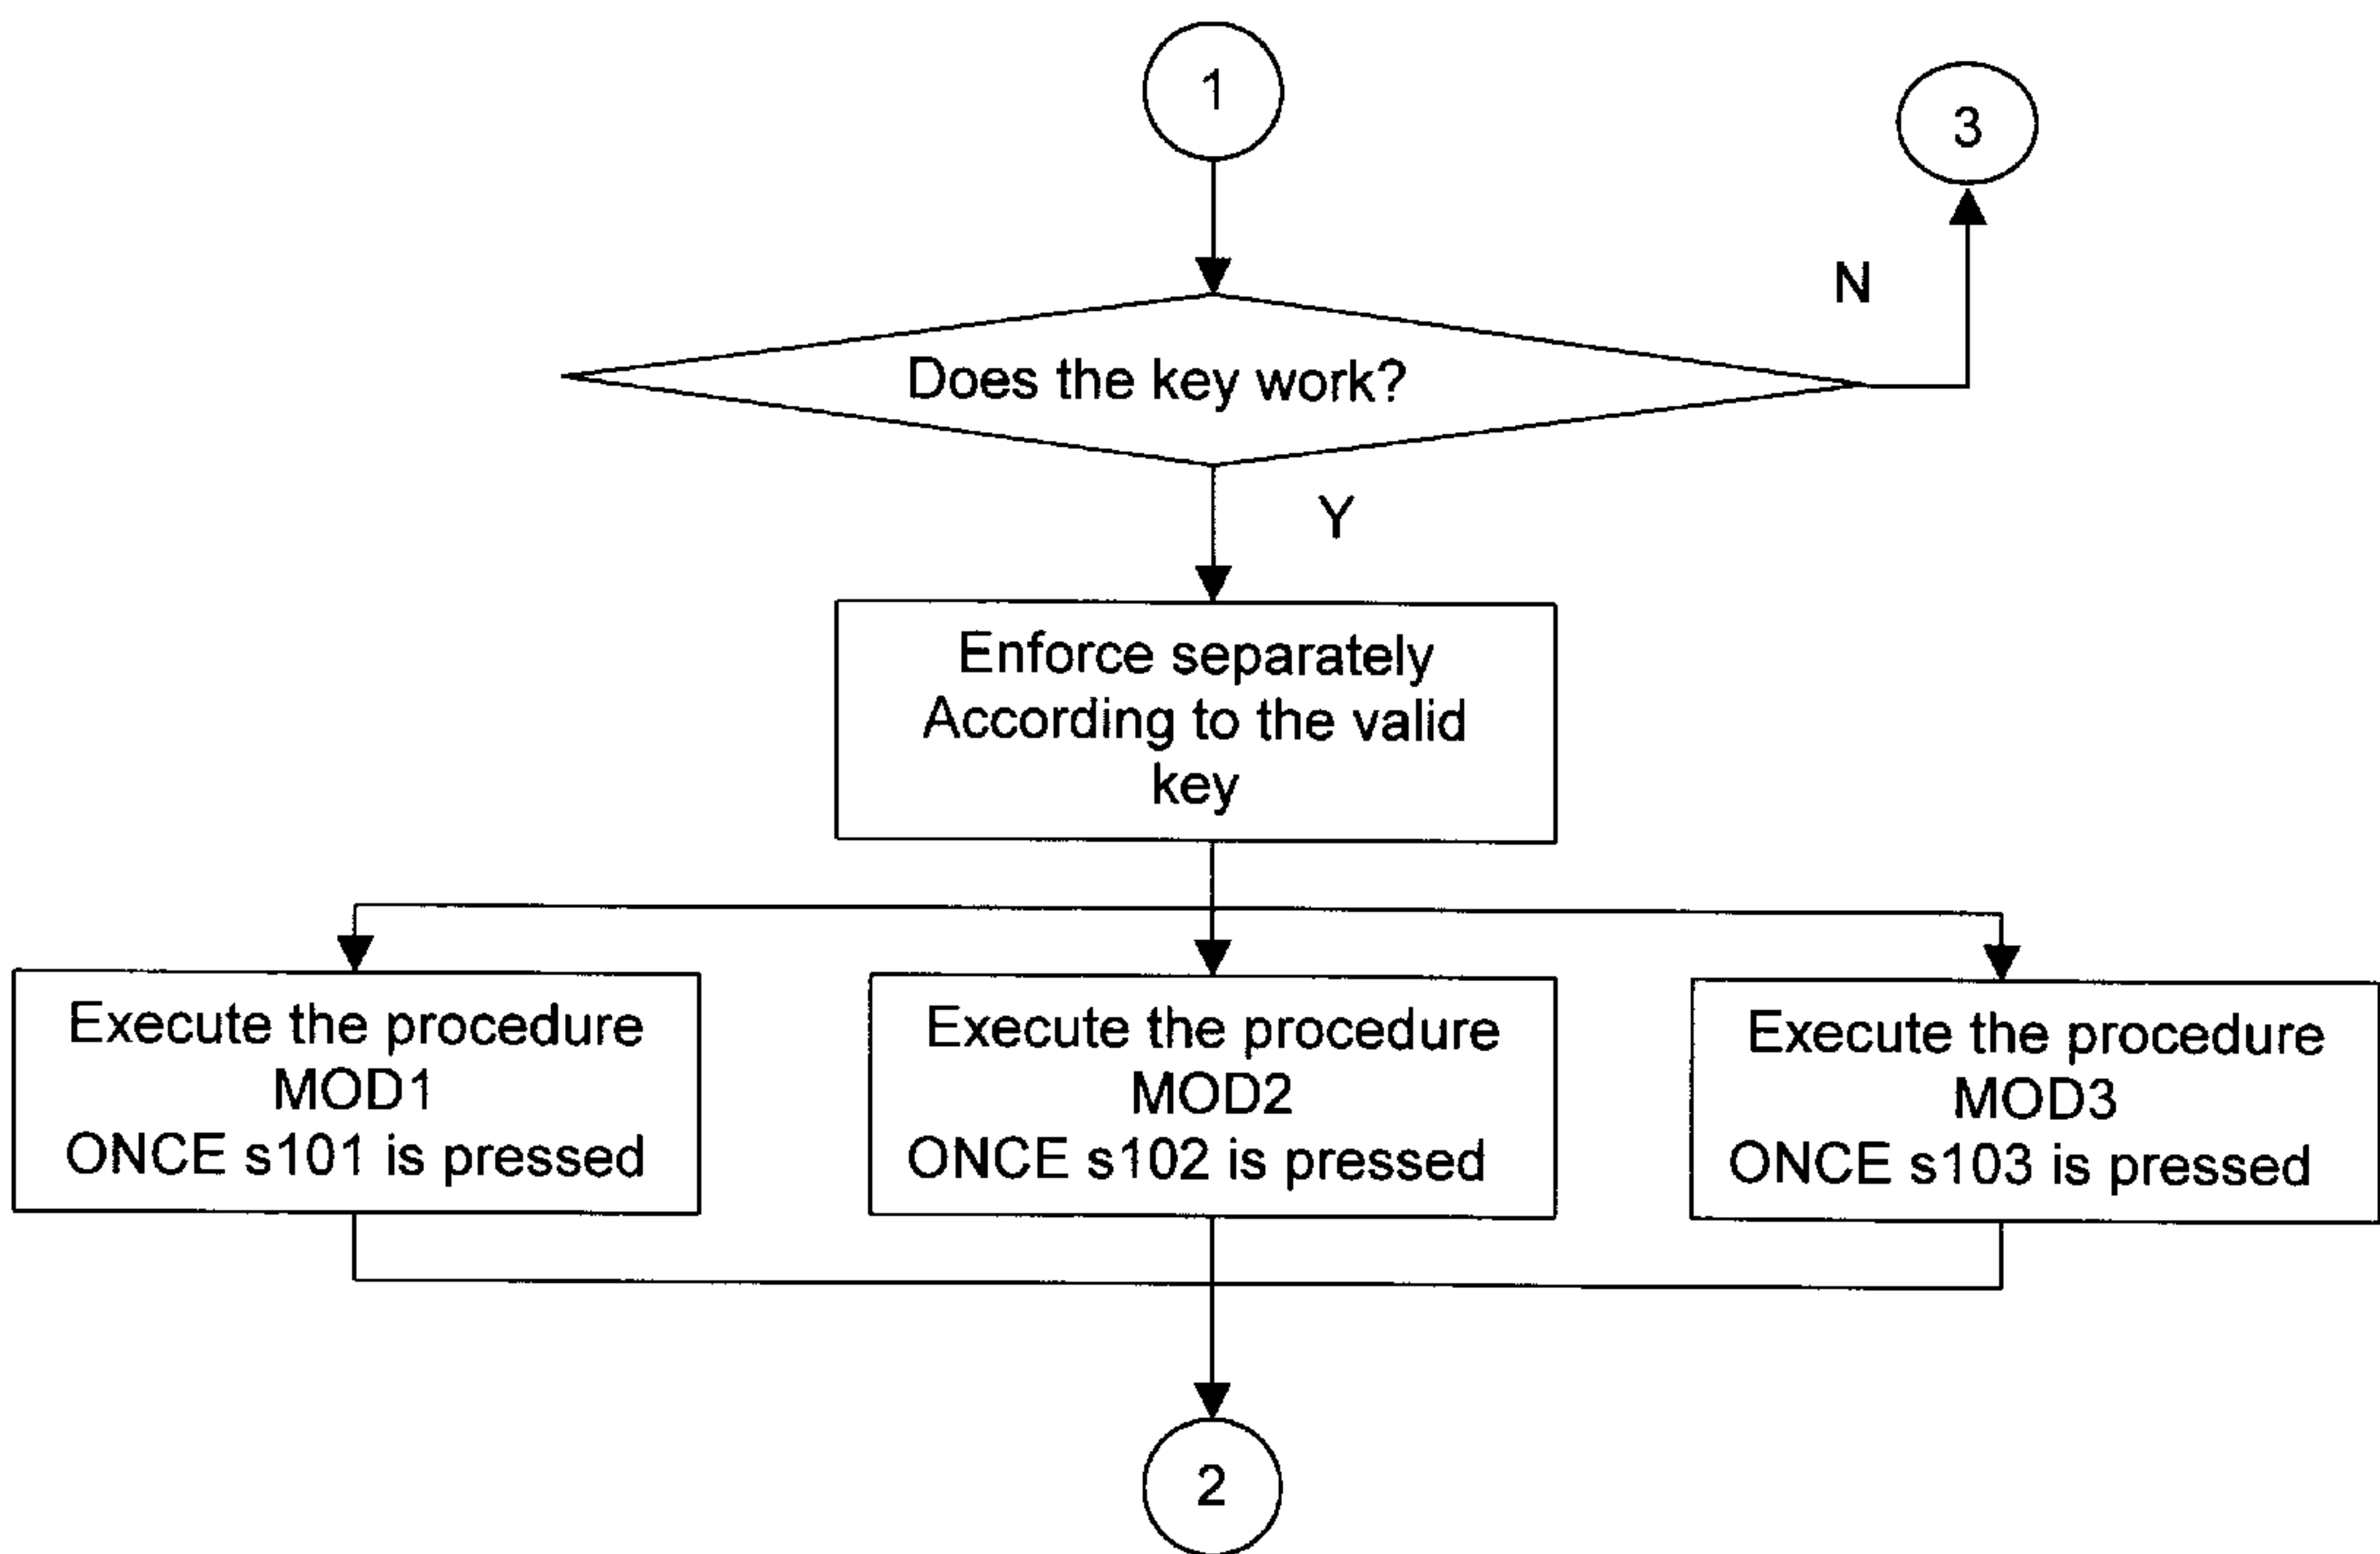 1
3
N
Does the key work?
Y
Enforce separately
According to the valid
key
Execute the procedure
MOD1
ONCE s101 is pressed
Execute the procedure
MOD2
ONCE s102 is pressed
Execute the procedure
MOD3
ONCE s103 is pressed
2